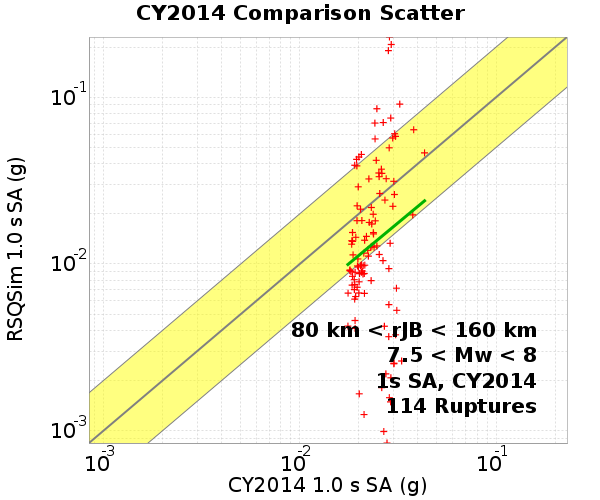 CY2014 Comparison Scatter
RSQSim 1.0 s SA (g)
10-1
10-2
10-3
80 km < rJB < 160 km
7.5 < Mw < 8
1s SA, CY2014
114 Ruptures
10-3 10-2 10-1
CY2014 1.0 s SA (g)